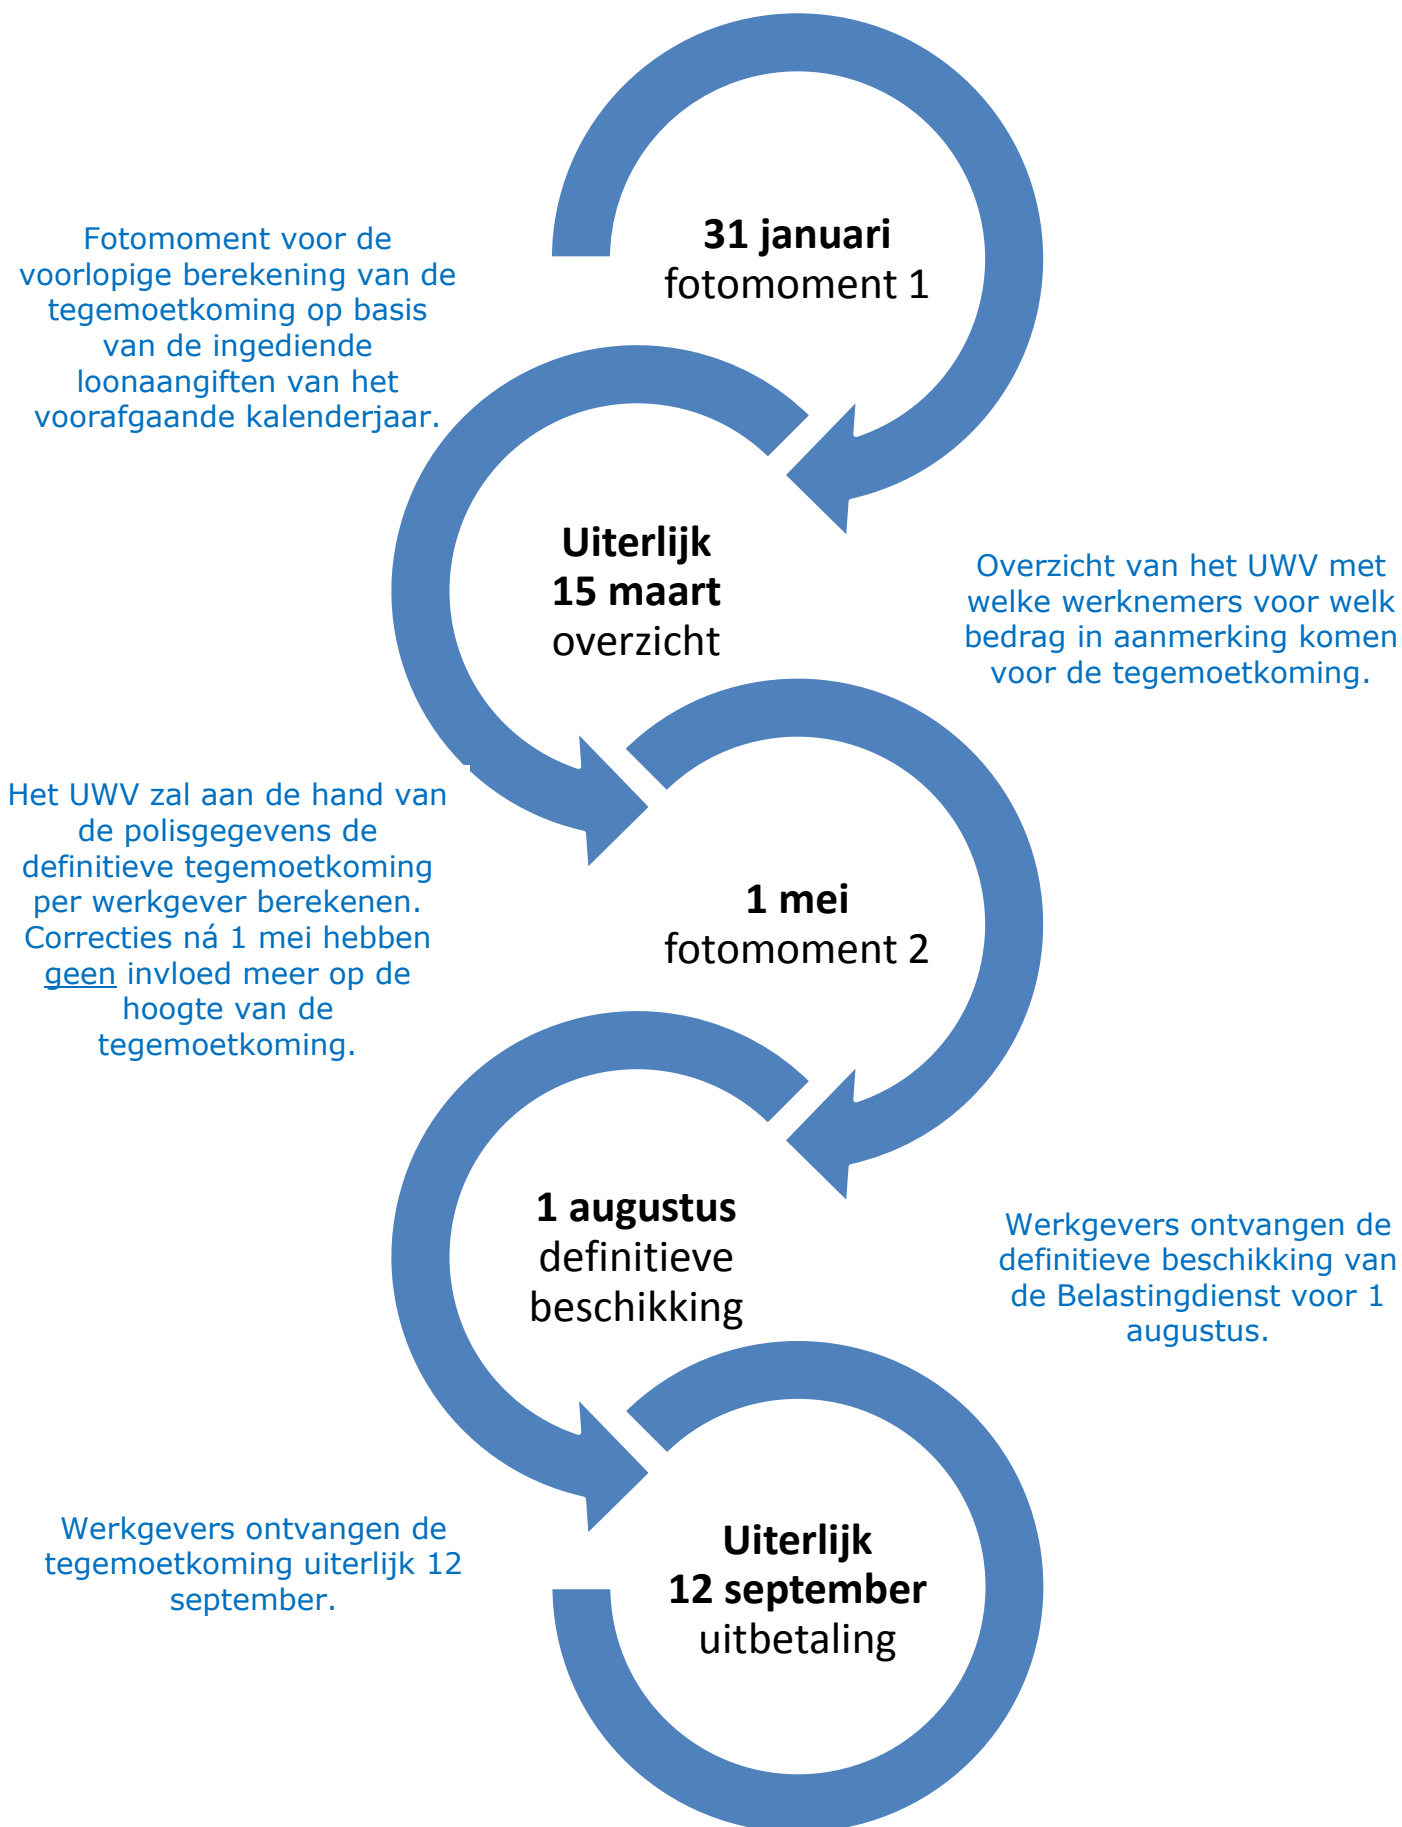 31 januari
fotomoment 1
Fotomoment voor de
voorlopige berekening van de
tegemoetkoming op basis
van de ingediende
loonaangiften van het
voorafgaande kalenderjaar.
Uiterlijk
15 maart
overzicht
Overzicht van het UWV met
welke werknemers voor welk
bedrag in aanmerking komen
voor de tegemoetkoming.
1 mei
fotomoment 2
Het UWV zal aan de hand van
de polisgegevens de
definitieve tegemoetkoming
per werkgever berekenen.
Correcties ná 1 mei hebben
geen invloed meer op de
hoogte van de
tegemoetkoming.
1 augustus
definitieve
beschikking
Werkgevers ontvangen de
definitieve beschikking van
de Belastingdienst voor 1
augustus.
Uiterlijk
12 september
uitbetaling
Werkgevers ontvangen de
tegemoetkoming uiterlijk 12
september.